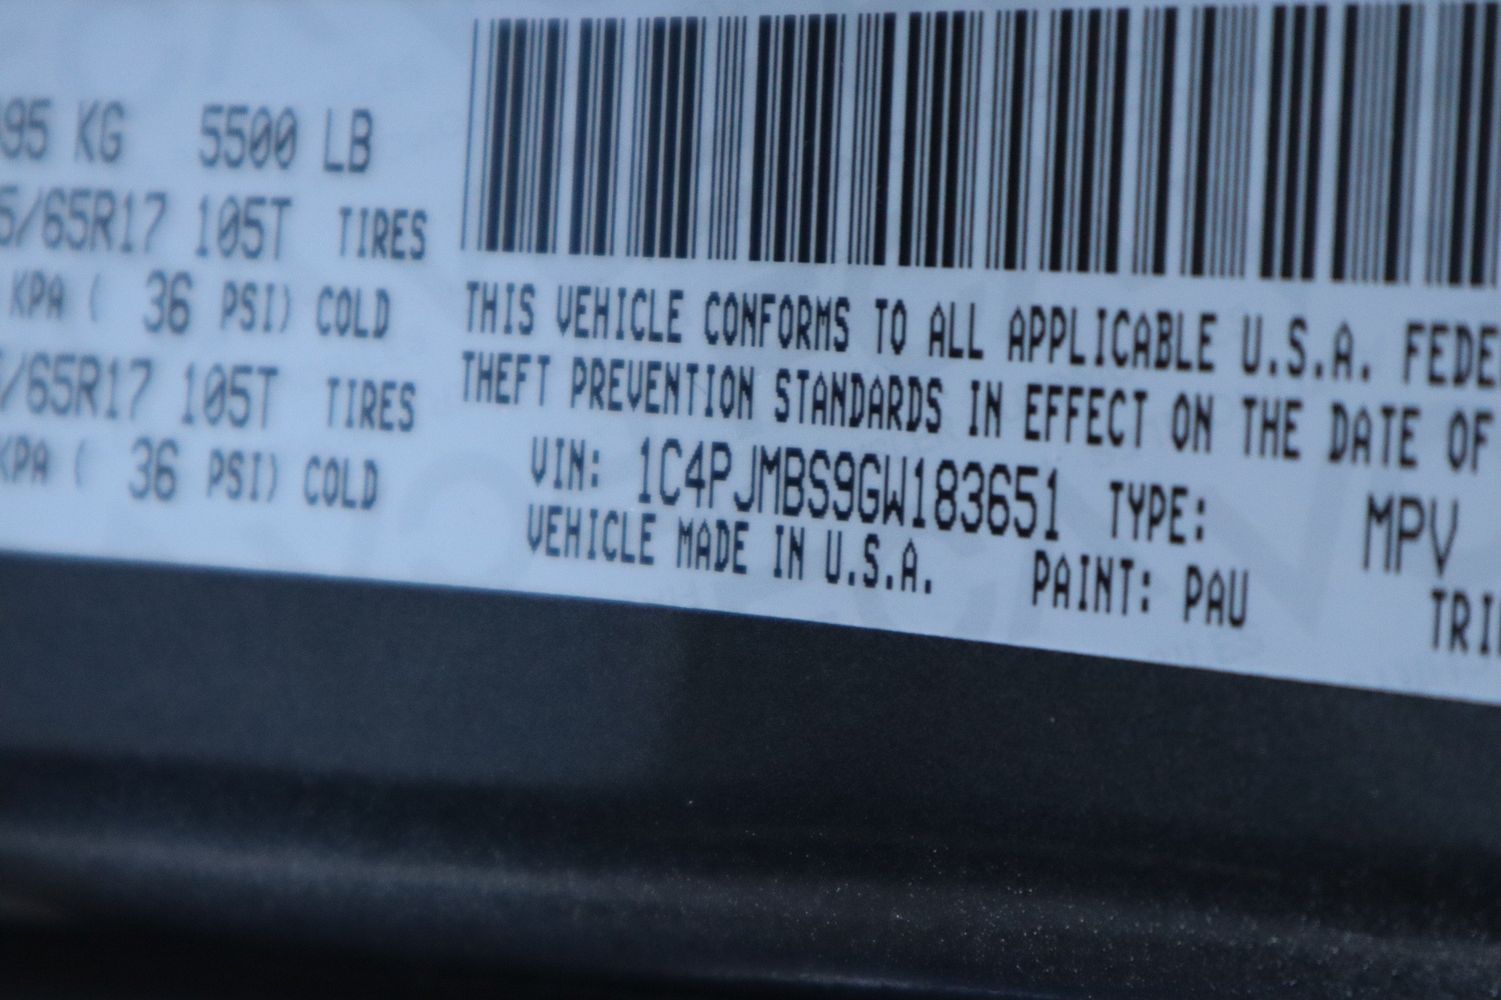 95 KG 5500 LB
5/65R17 105T TIRES
KPA ( 36 PSI) COLD
/65R17 105T TIRES
KPA ( 36 PSI) COLD
THIS VEHICLE CONFORMS TO ALL APPLICABLE U.S.A. FEDE
THEFT PREVENTION STANDARDS IN EFFECT ON THE DATE OF
VIN: 1C4PJMBS9GW183651 TYPE: MPV
VEHICLE MADE IN U.S.A. PAINT: PAU TRI